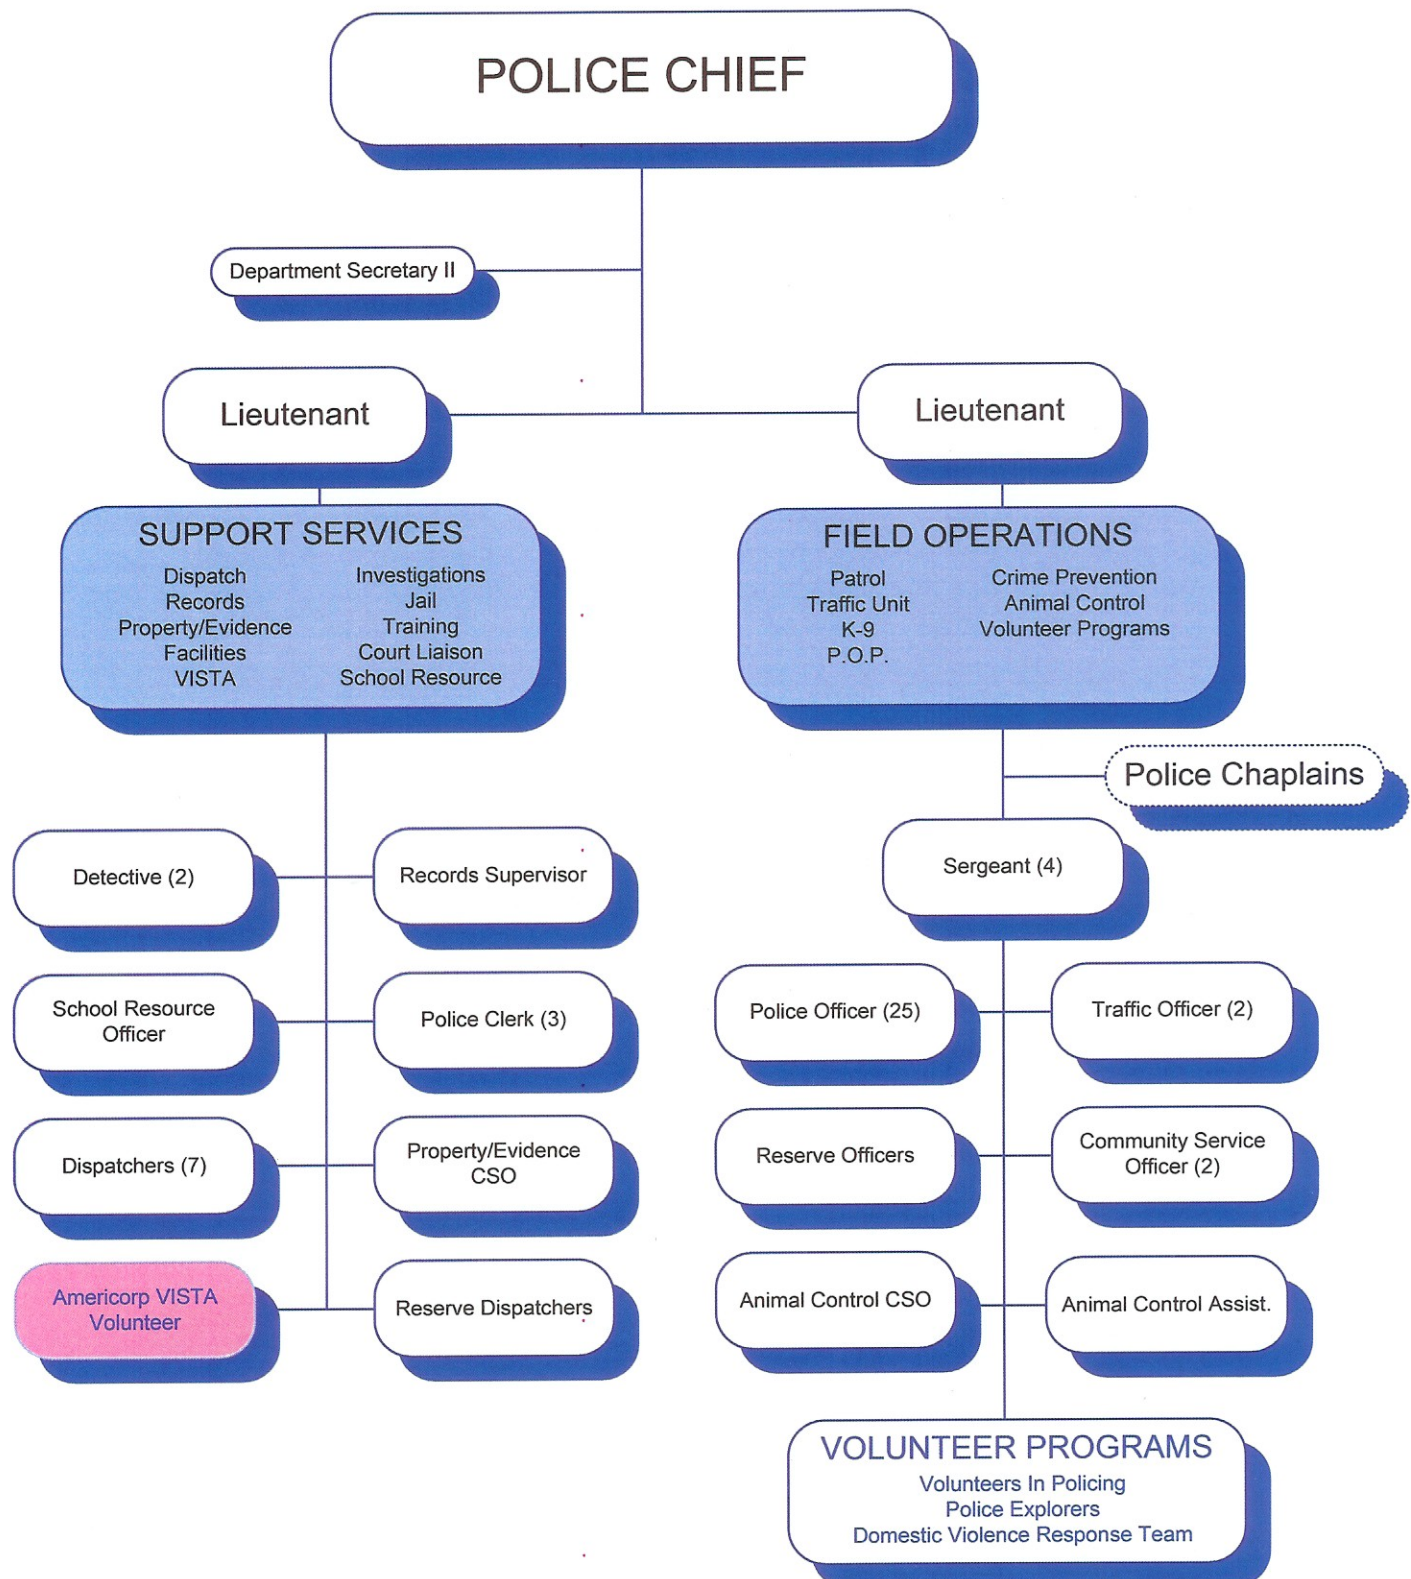 POLICE CHIEF
Department Secretary II
Lieutenant
Lieutenant
SUPPORT SERVICES
Dispatch
Records
Property/Evidence
Facilities
VISTA
Investigations
Jail
Training
Court Liaison
School Resource
FIELD OPERATIONS
Patrol
Traffic Unit
K-9
P.O.P.
Crime Prevention
Animal Control
Volunteer Programs
Police Chaplains
Detective (2)
Records Supervisor
School Resource
Officer
Police Clerk (3)
Dispatchers (7)
Property/Evidence
CSO
Americorp VISTA
Volunteer
Reserve Dispatchers
Sergeant (4)
Police Officer (25)
Traffic Officer (2)
Reserve Officers
Community Service
Officer (2)
Animal Control CSO
Animal Control Assist.
VOLUNTEER PROGRAMS
Volunteers In Policing
Police Explorers
Domestic Violence Response Team